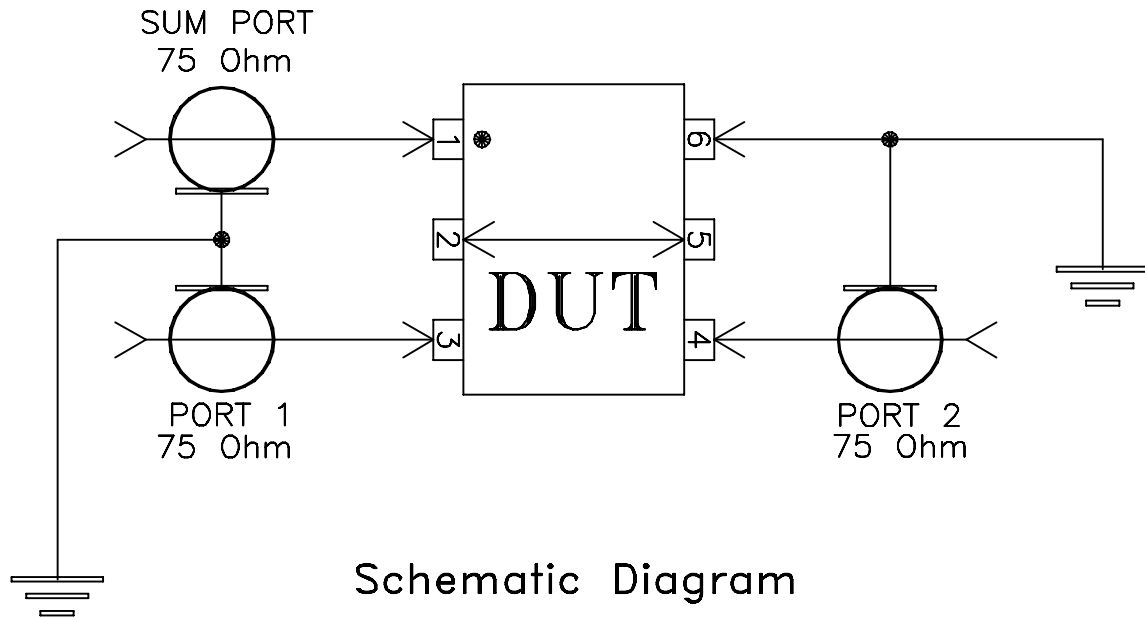 SUM PORT
75 Ohm
1
6
2
5
DUT
3
4
PORT 1
75 Ohm
PORT 2
75 Ohm
Schematic Diagram